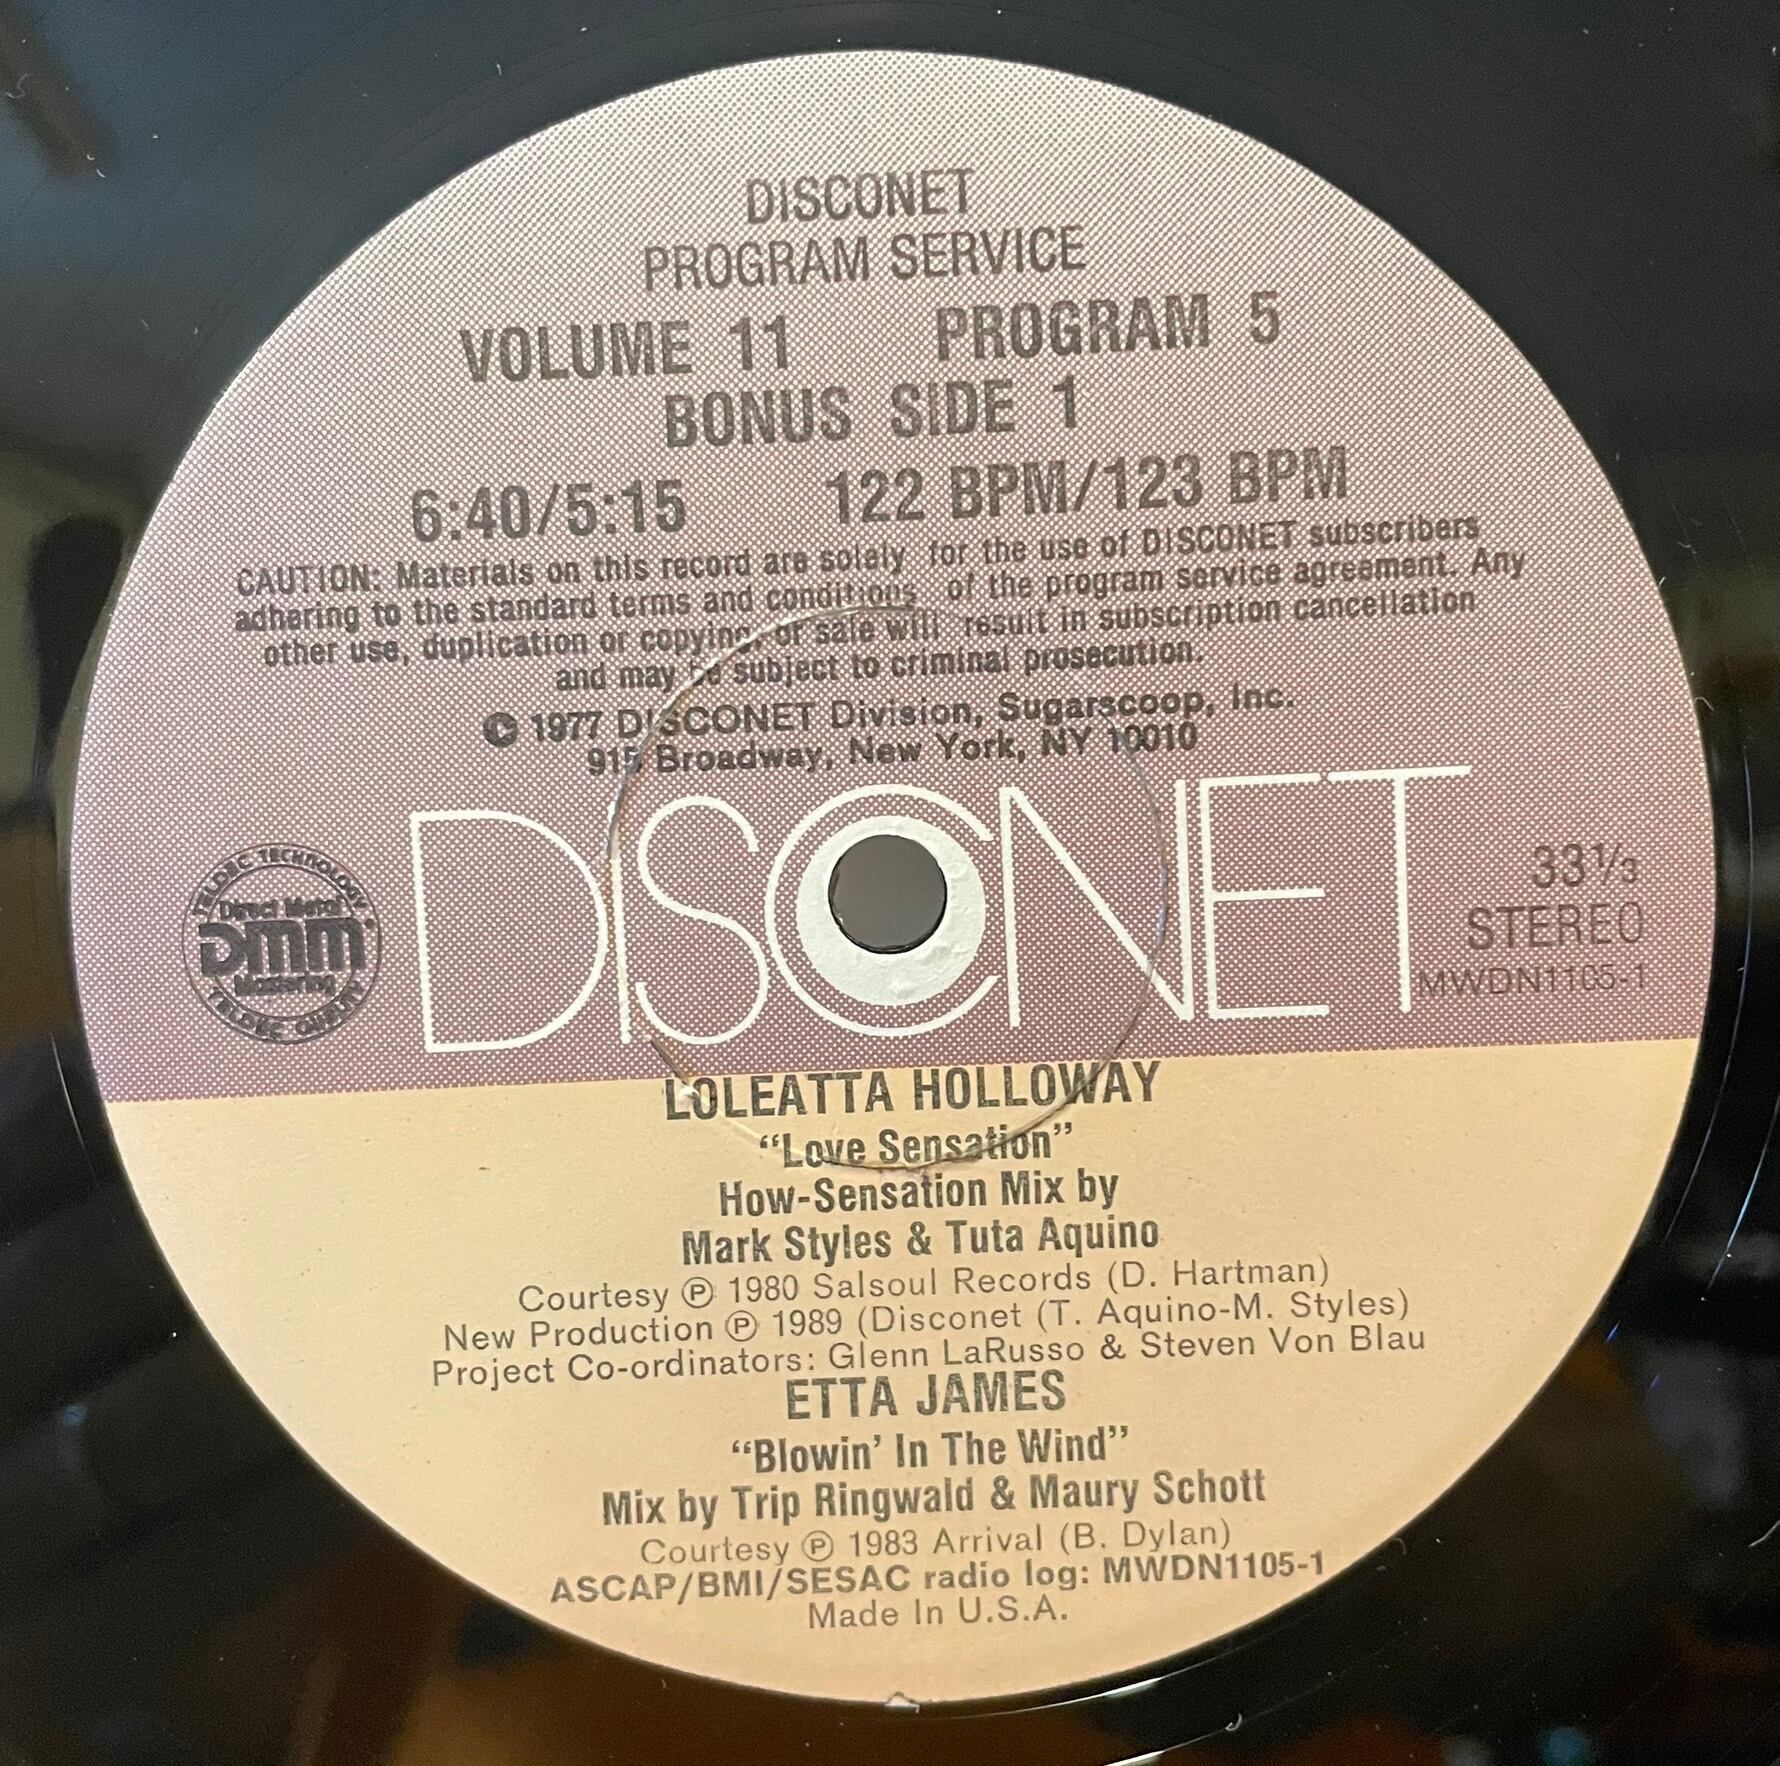 DISCONET
PROGRAM SERVICE
VOLUME 11 PROGRAM 5
BONUS SIDE 1
6:40/5:15 122 BPM/123 BPM
CAUTION: Materials on this record are solely for the use of DISCONET subscribers
adhering to the standard terms and conditions of the program service agreement. Any
other use, duplication or copying, or sale will result in subscription cancellation
and may be subject to criminal prosecution.
© 1977 DISCONET Division, Sugarscoop, Inc.
915 Broadway, New York, NY 10010
DISCONET
TELDEC TECHNOLOGY ®
Direct Metal
DMM
Mastering
TELDEC QUALITY
33⅓
STEREO
MWDN1105-1
LOLEATTA HOLLOWAY
“Love Sensation”
How-Sensation Mix by
Mark Styles & Tuta Aquino
Courtesy ℗ 1980 Salsoul Records (D. Hartman)
New Production ℗ 1989 (Disconet (T. Aquino-M. Styles)
Project Co-ordinators: Glenn LaRusso & Steven Von Blau
ETTA JAMES
“Blowin’ In The Wind”
Mix by Trip Ringwald & Maury Schott
Courtesy ℗ 1983 Arrival (B. Dylan)
ASCAP/BMI/SESAC radio log: MWDN1105-1
Made In U.S.A.